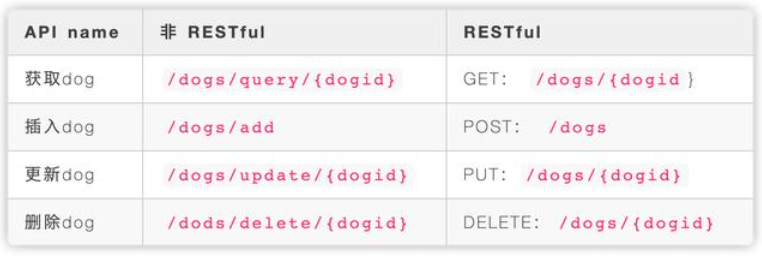 API name 非 RESTful RESTful
获取dog /dogs/query/{dogid} GET: /dogs/{dogid }
插入dog /dogs/add POST: /dogs
更新dog /dogs/update/{dogid} PUT: /dogs/{dogid}
删除dog /dods/delete/{dogid} DELETE: /dogs/{dogid}